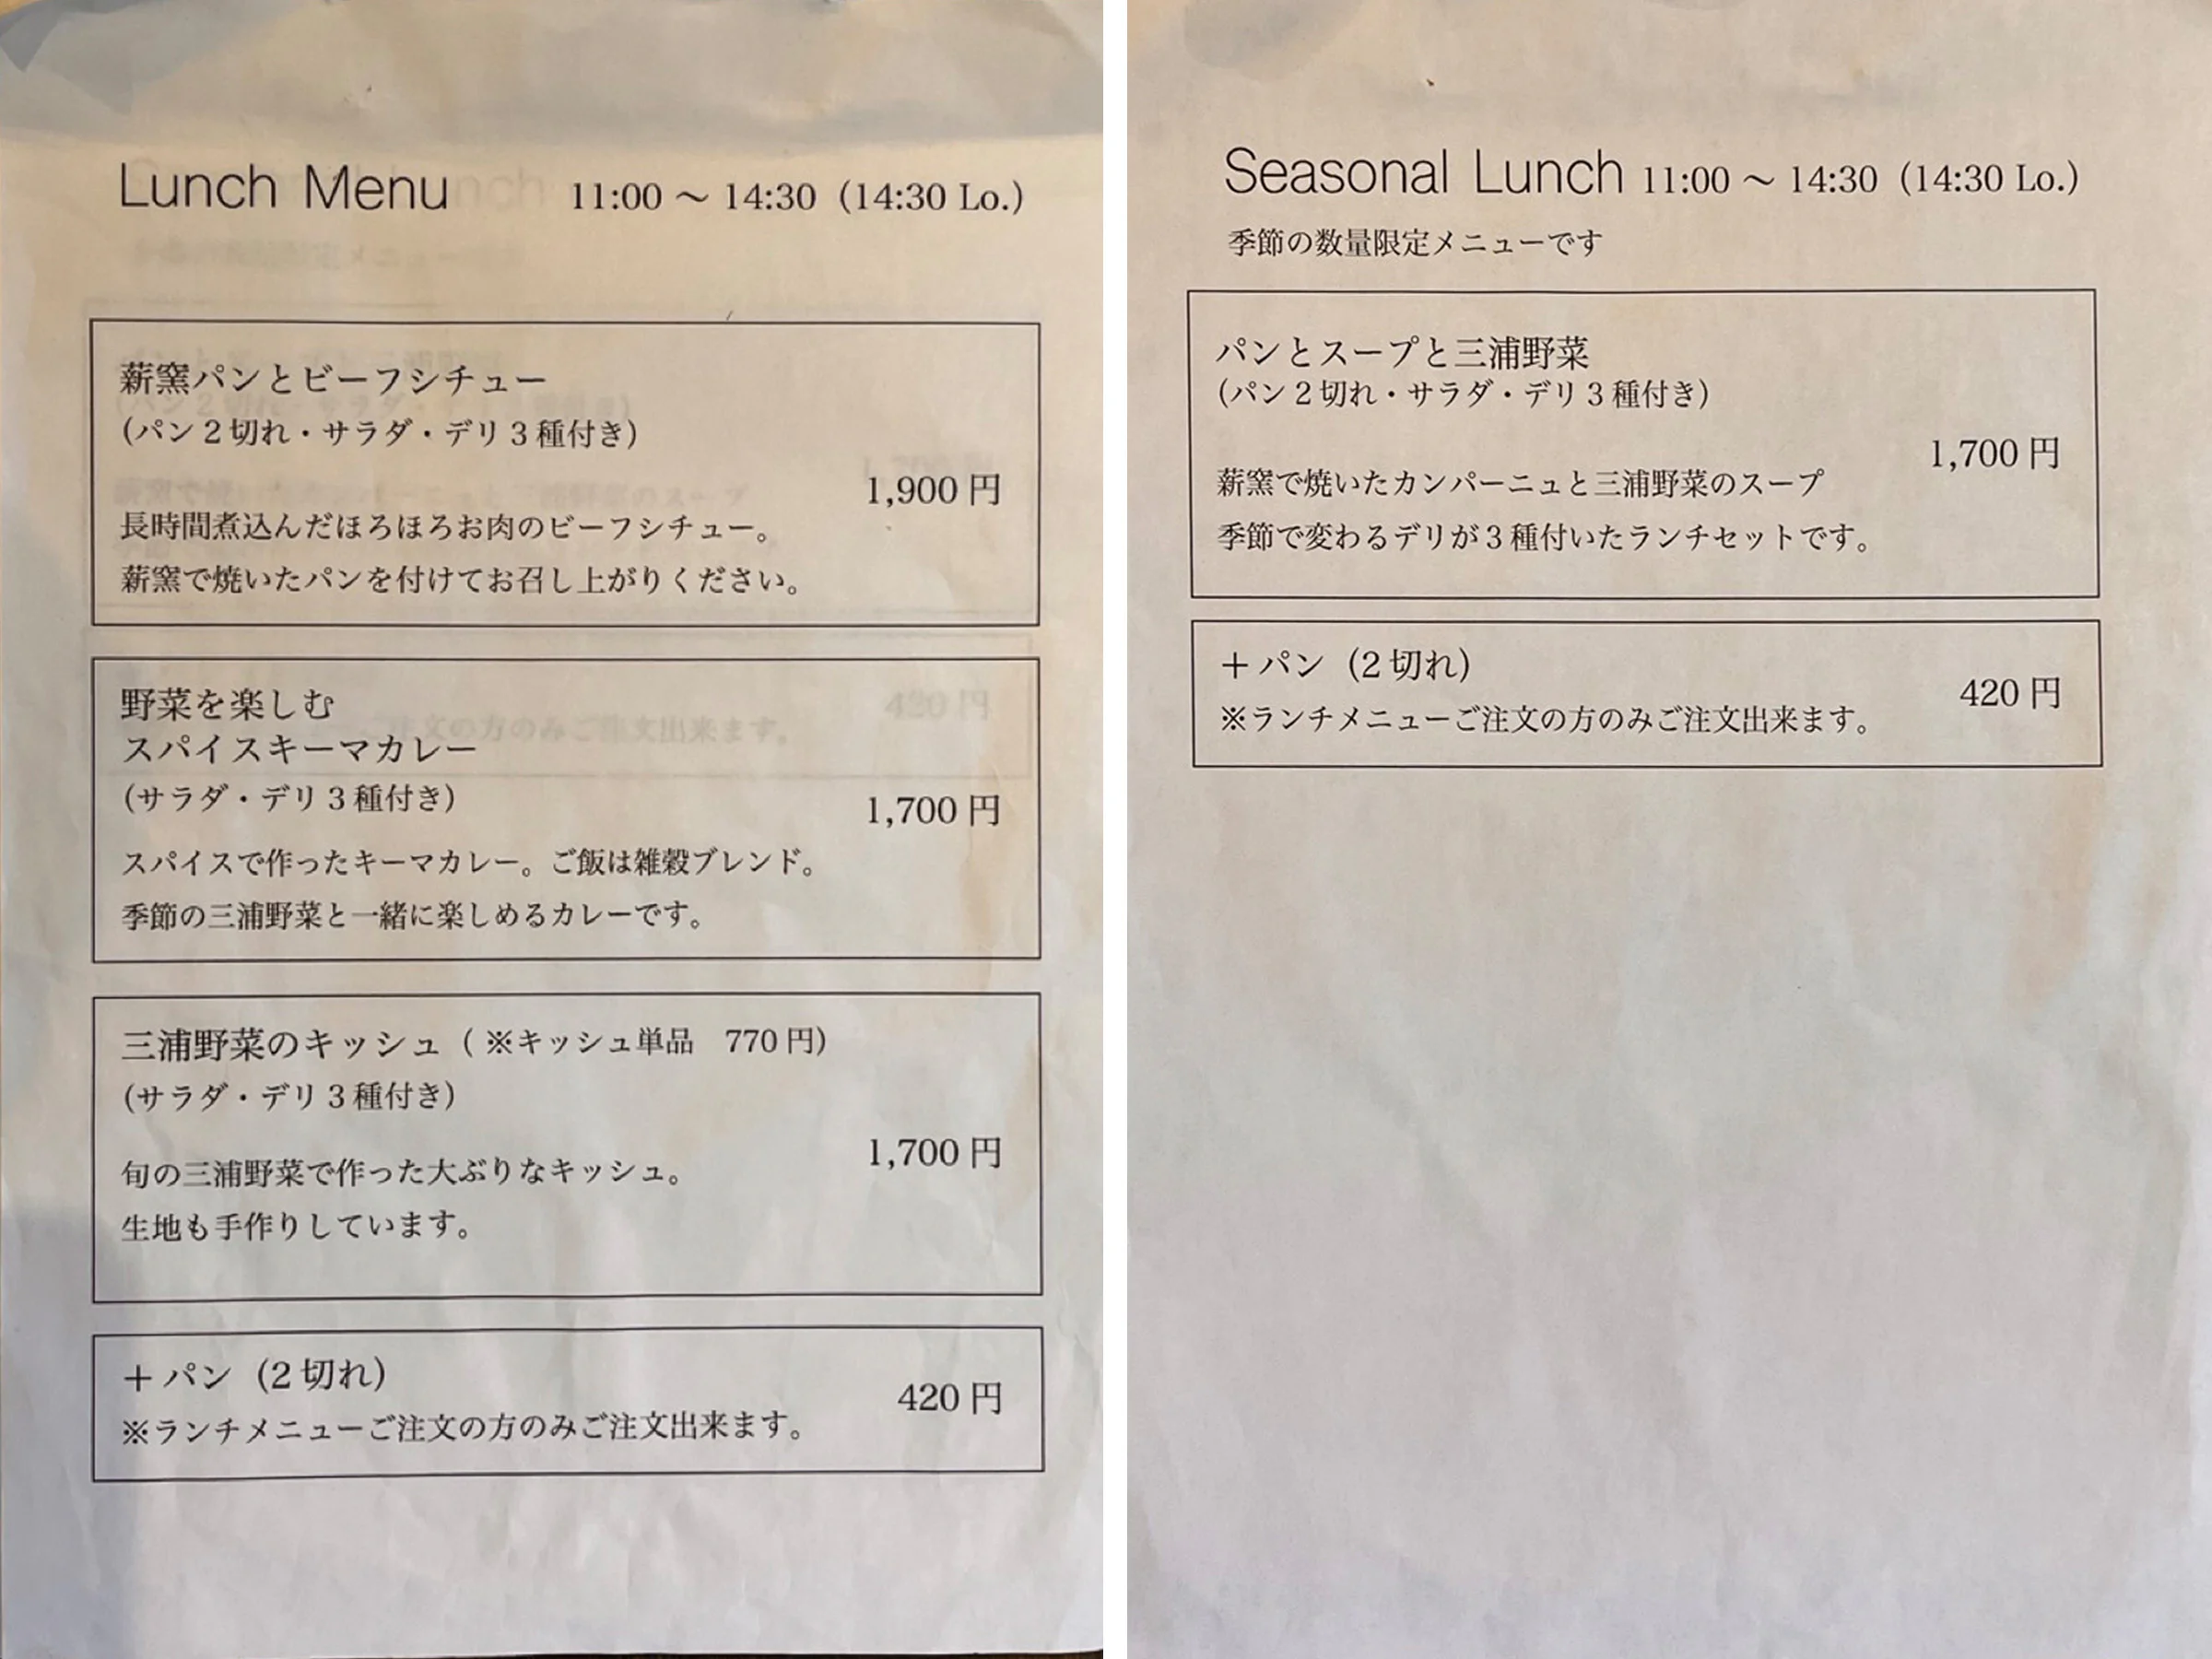 Lunch Menu 11:00 ～ 14:30 (14:30 Lo.)
薪窯パンとビーフシチュー
(パン２切れ・サラダ・デリ３種付き)
1,900 円
長時間煮込んだほろほろお肉のビーフシチュー。
薪窯で焼いたパンを付けてお召し上がりください。
野菜を楽しむ
スパイスキーマカレー
(サラダ・デリ３種付き)
1,700 円
スパイスで作ったキーマカレー。ご飯は雑穀ブレンド。
季節の三浦野菜と一緒に楽しめるカレーです。
三浦野菜のキッシュ ( ※キッシュ単品　770 円)
(サラダ・デリ３種付き)
1,700 円
旬の三浦野菜で作った大ぶりなキッシュ。
生地も手作りしています。
＋ パン（2 切れ）
420 円
※ランチメニューご注文の方のみご注文出来ます。
Seasonal Lunch 11:00 ～ 14:30 (14:30 Lo.)
季節の数量限定メニューです
パンとスープと三浦野菜
(パン２切れ・サラダ・デリ３種付き)
1,700 円
薪窯で焼いたカンパーニュと三浦野菜のスープ
季節で変わるデリが３種付いたランチセットです。
＋ パン（2 切れ）
420 円
※ランチメニューご注文の方のみご注文出来ます。